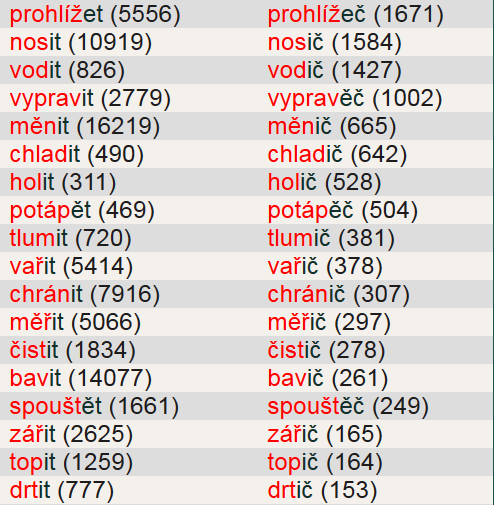 prohlížet (5556) prohlížeč (1671)
nosit (10919) nosič (1584)
vodit (826) vodič (1427)
vypravit (2779) vypravěč (1002)
měnit (16219) měnič (665)
chladit (490) chladič (642)
holit (311) holič (528)
potápět (469) potápěč (504)
tlumit (720) tlumič (381)
vařit (5414) vařič (378)
chránit (7916) chránič (307)
měřit (5066) měřič (297)
čistit (1834) čistič (278)
bavit (14077) bavič (261)
spouštět (1661) spouštěč (249)
zářit (2625) zářič (165)
topit (1259) topič (164)
drtit (777) drtič (153)